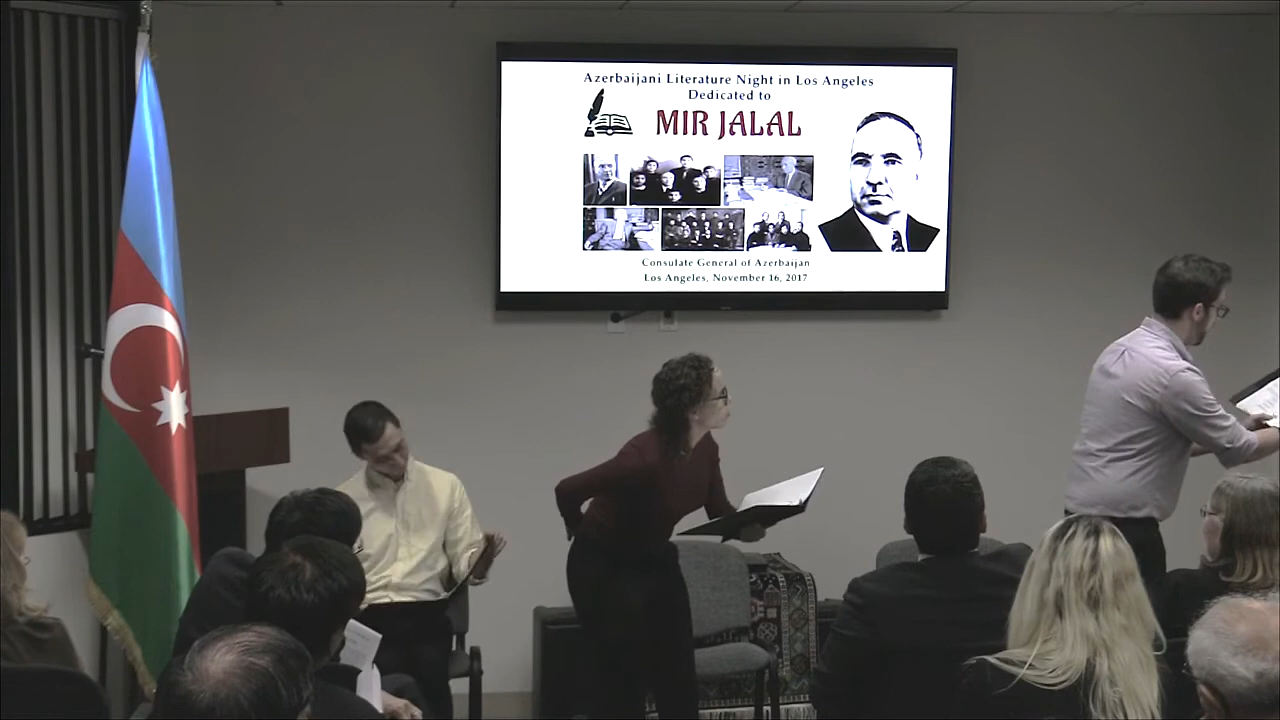 Azerbaijani Literature Night in Los Angeles
Dedicated to
MIR JALAL
Consulate General of Azerbaijan
Los Angeles, November 16, 2017